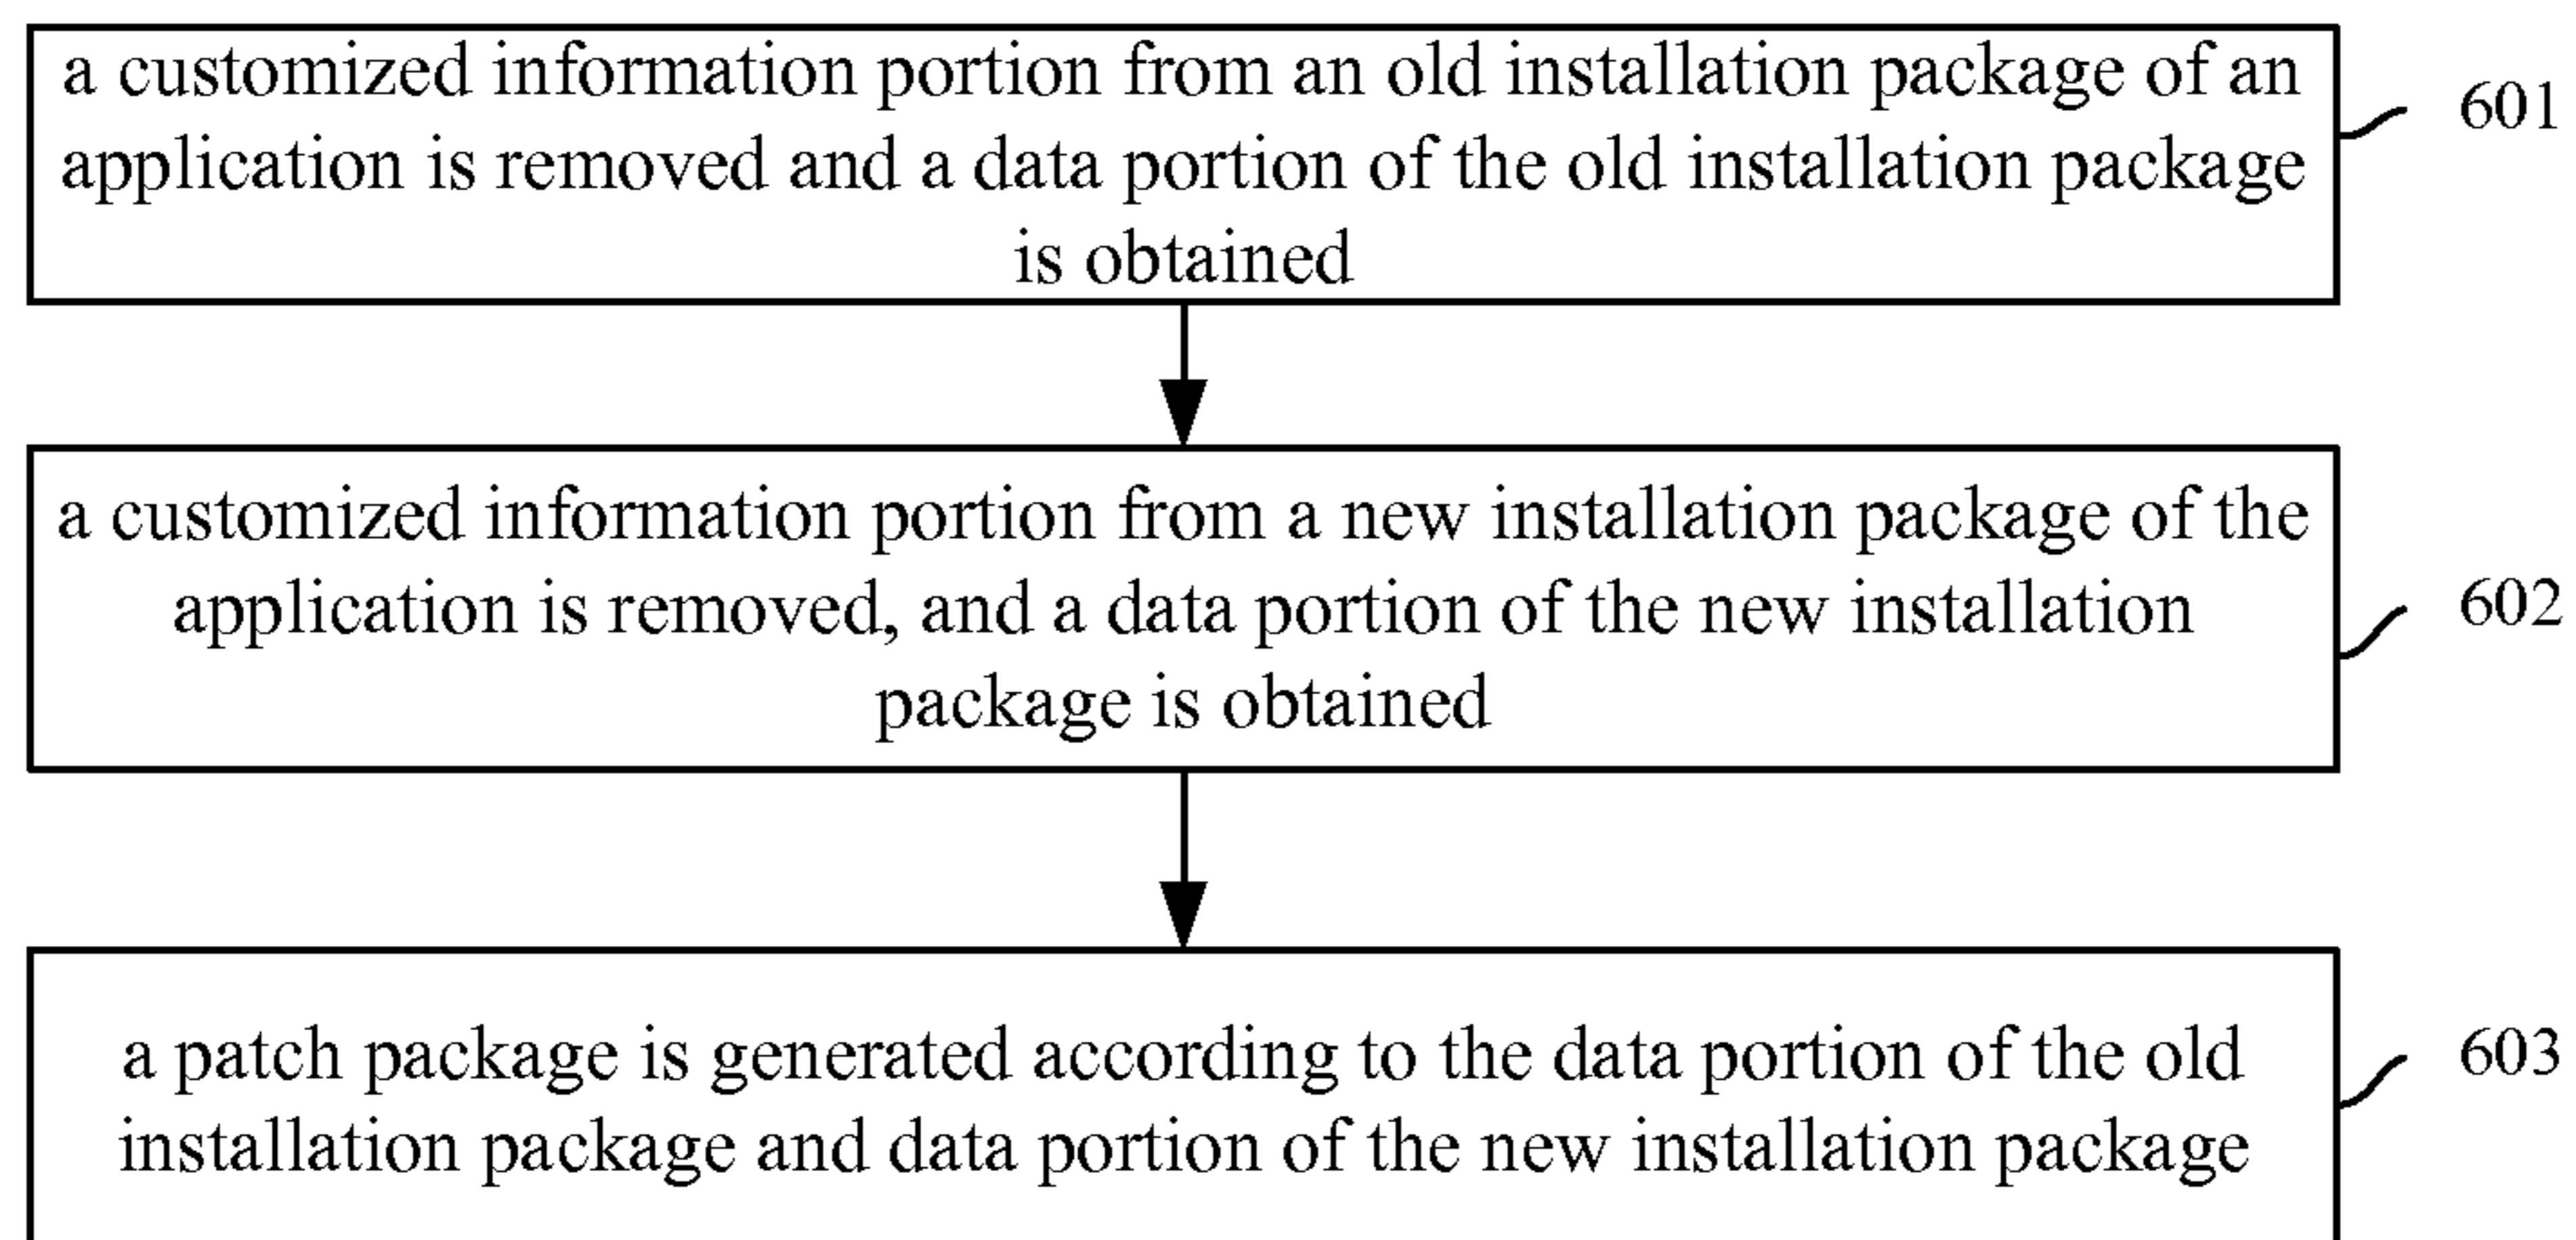 a customized information portion from an old installation package of an
application is removed and a data portion of the old installation package
is obtained
601
a customized information portion from a new installation package of the
application is removed, and a data portion of the new installation
package is obtained
602
a patch package is generated according to the data portion of the old
installation package and data portion of the new installation package
603